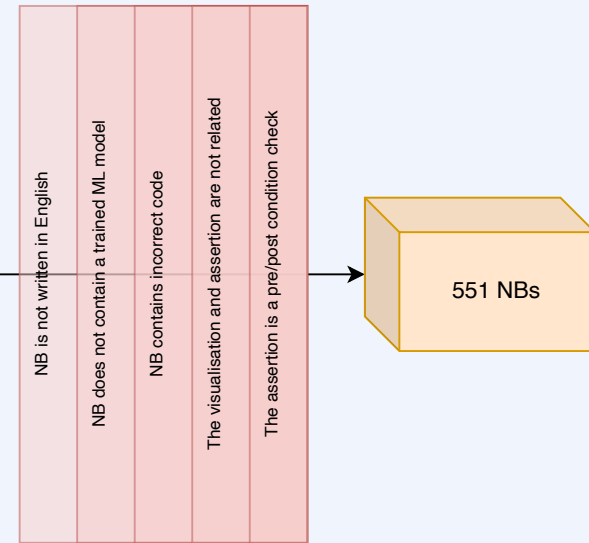 NB is not written in English
NB does not contain a trained ML model
NB contains incorrect code
The visualisation and assertion are not related
The assertion is a pre/post condition check
551 NBs